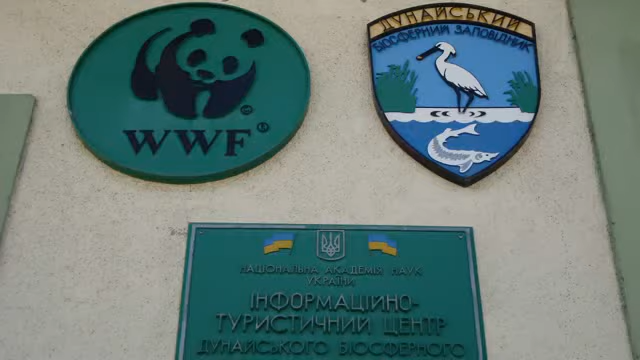 WWF
ДУНАЙСЬКИЙ
БІОСФЕРНИЙ ЗАПОВІДНИК
НАЦІОНАЛЬНА АКАДЕМІЯ НАУК
УКРАЇНИ
ІНФОРМАЦІЙНО-
ТУРИСТИЧНИЙ ЦЕНТР
ДУНАЙСЬКОГО БІОСФЕРНОГО